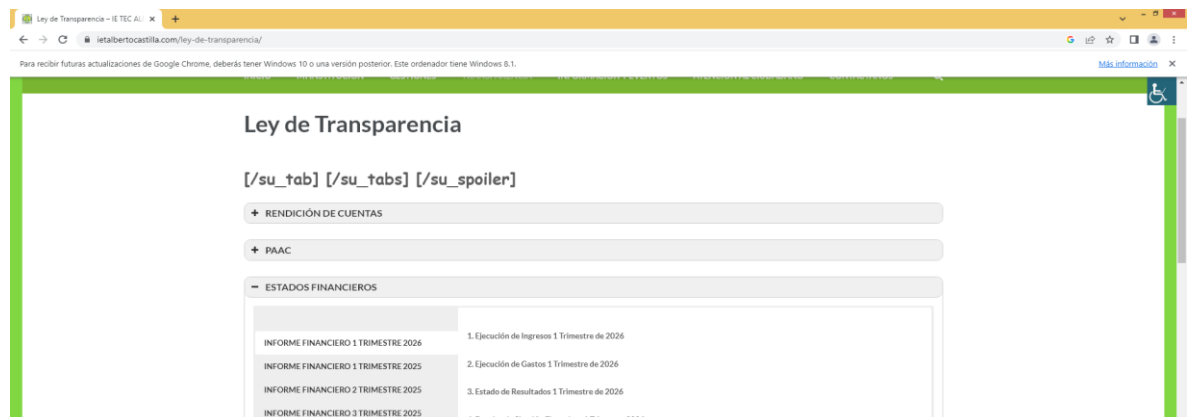 Ley de Transparencia – IE TEC AL
ietalbertocastilla.com/ley-de-transparencia/
Para recibir futuras actualizaciones de Google Chrome, deberás tener Windows 10 o una versión posterior. Este ordenador tiene Windows 8.1.
Más información
Ley de Transparencia
[/su_tab] [/su_tabs] [/su_spoiler]
RENDICIÓN DE CUENTAS
PAAC
ESTADOS FINANCIEROS
INFORME FINANCIERO 1 TRIMESTRE 2026
INFORME FINANCIERO 1 TRIMESTRE 2025
INFORME FINANCIERO 2 TRIMESTRE 2025
INFORME FINANCIERO 3 TRIMESTRE 2025
1. Ejecución de Ingresos 1 Trimestre de 2026
2. Ejecución de Gastos 1 Trimestre de 2026
3. Estado de Resultados 1 Trimestre de 2026